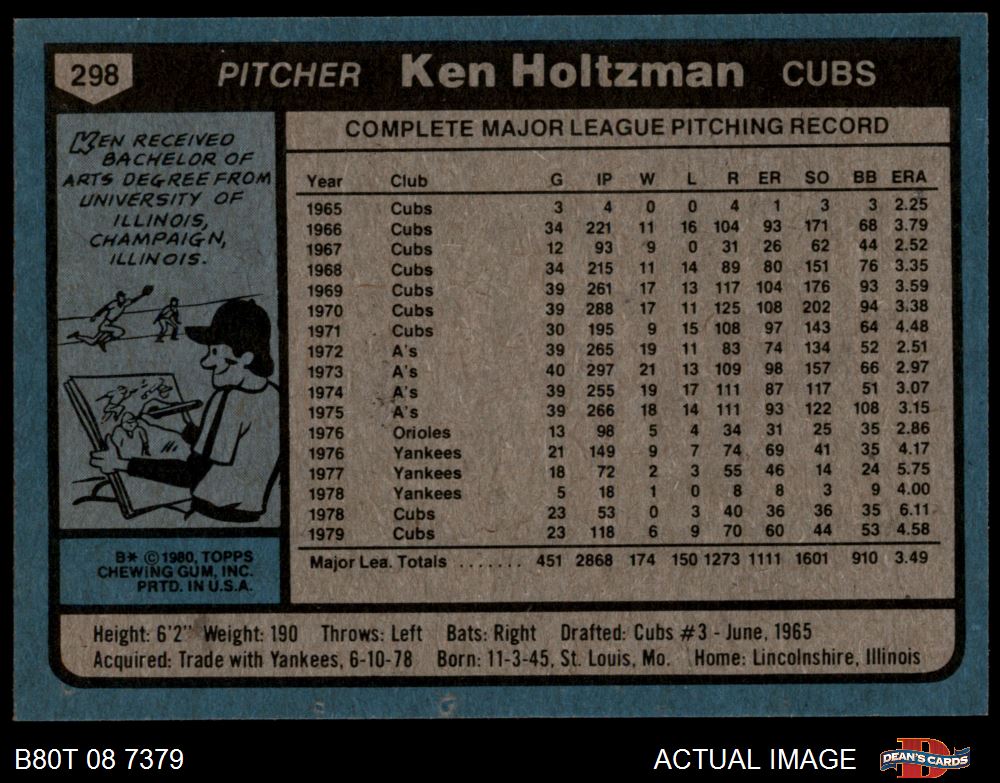 298 PITCHER Ken Holtzman CUBS
KEN RECEIVED
BACHELOR OF
ARTS DEGREE FROM
UNIVERSITY OF
ILLINOIS,
CHAMPAIGN,
ILLINOIS.
COMPLETE MAJOR LEAGUE PITCHING RECORD
Year Club G IP W L R ER SO BB ERA
1965 Cubs 3 4 0 0 4 1 3 3 2.25
1966 Cubs 34 221 11 16 104 93 171 68 3.79
1967 Cubs 12 93 9 0 31 26 62 44 2.52
1968 Cubs 34 215 11 14 89 80 151 76 3.35
1969 Cubs 39 261 17 13 117 104 176 93 3.59
1970 Cubs 39 288 17 11 125 108 202 94 3.38
1971 Cubs 30 195 9 15 108 97 143 64 4.48
1972 A's 39 265 19 11 83 74 134 52 2.51
1973 A's 40 297 21 13 109 98 157 66 2.97
1974 A's 39 255 19 17 111 87 117 51 3.07
1975 A's 39 266 18 14 111 93 122 108 3.15
1976 Orioles 13 98 5 4 34 31 25 35 2.86
1976 Yankees 21 149 9 7 74 69 41 35 4.17
1977 Yankees 18 72 2 3 55 46 14 24 5.75
1978 Yankees 5 18 1 0 8 8 3 9 4.00
1978 Cubs 23 53 0 3 40 36 36 35 6.11
1979 Cubs 23 118 6 9 70 60 44 53 4.58
Major Lea. Totals ....... 451 2868 174 150 1273 1111 1601 910 3.49
B* © 1980, TOPPS
CHEWING GUM, INC.
PRTD. IN U.S.A.
Height: 6'2" Weight: 190 Throws: Left Bats: Right Drafted: Cubs #3 - June, 1965
Acquired: Trade with Yankees, 6-10-78 Born: 11-3-45, St. Louis, Mo. Home: Lincolnshire, Illinois
B80T 08 7379 ACTUAL IMAGE DEAN'S CARDS